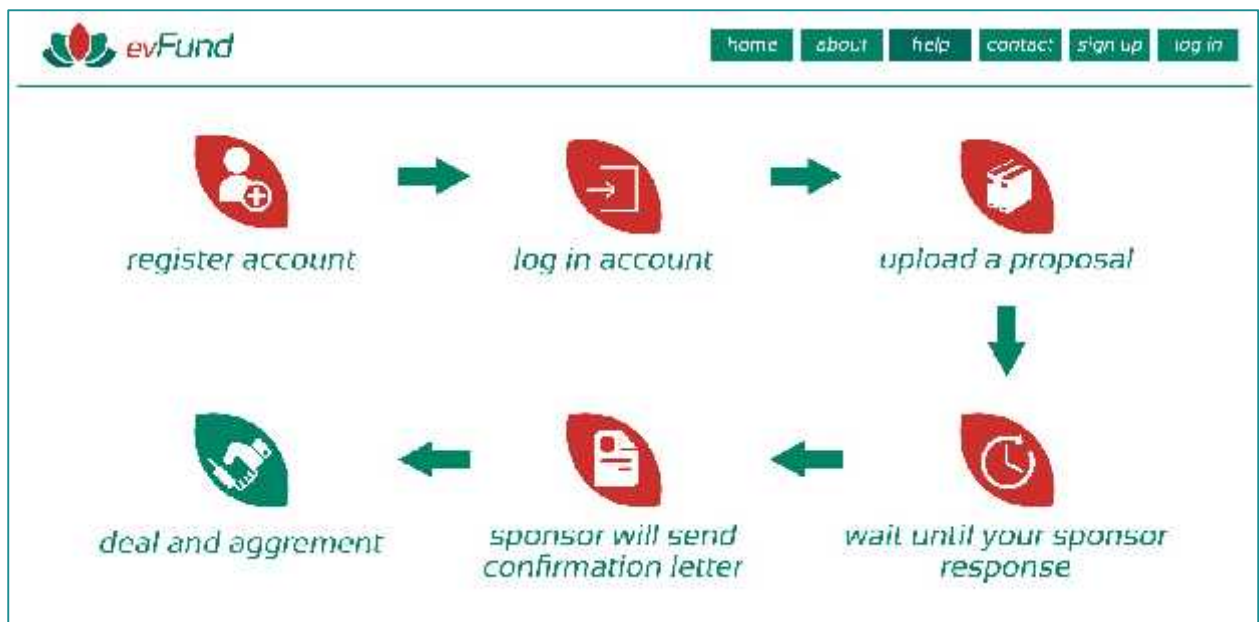 evFund
home about help contact sign up log in
register account
log in account
upload a proposal
deal and aggrement
sponsor will send
confirmation letter
wait until your sponsor
response